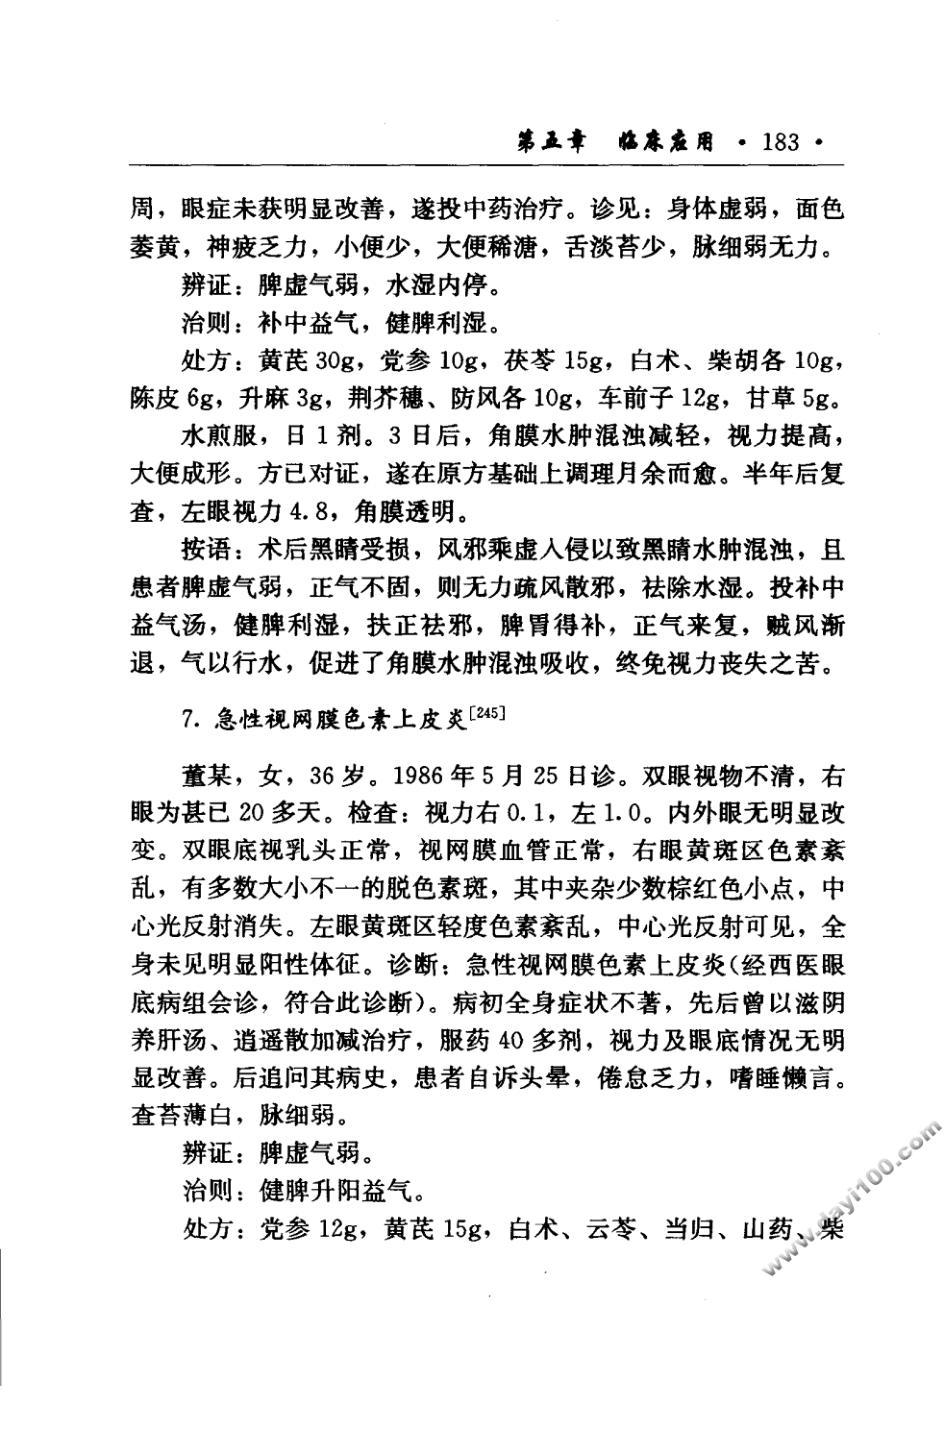 第五章　临床应用 · 183 ·
周，眼症未获明显改善，遂投中药治疗。诊见：身体虚弱，面色
萎黄，神疲乏力，小便少，大便稀溏，舌淡苔少，脉细弱无力。
辨证：脾虚气弱，水湿内停。
治则：补中益气，健脾利湿。
处方：黄芪 30g，党参 10g，茯苓 15g，白术、柴胡各 10g，
陈皮 6g，升麻 3g，荆芥穗、防风各 10g，车前子 12g，甘草 5g。
水煎服，日 1 剂。3 日后，角膜水肿混浊减轻，视力提高，
大便成形。方已对证，遂在原方基础上调理月余而愈。半年后复
查，左眼视力 4.8，角膜透明。
按语：术后黑睛受损，风邪乘虚入侵以致黑睛水肿混浊，且
患者脾虚气弱，正气不固，则无力疏风散邪，祛除水湿。投补中
益气汤，健脾利湿，扶正祛邪，脾胃得补，正气来复，贼风渐
退，气以行水，促进了角膜水肿混浊吸收，终免视力丧失之苦。
7. 急性视网膜色素上皮炎[245]
董某，女，36 岁。1986 年 5 月 25 日诊。双眼视物不清，右
眼为甚已 20 多天。检查：视力右 0.1，左 1.0。内外眼无明显改
变。双眼底视乳头正常，视网膜血管正常，右眼黄斑区色素紊
乱，有多数大小不一的脱色素斑，其中夹杂少数棕红色小点，中
心光反射消失。左眼黄斑区轻度色素紊乱，中心光反射可见，全
身未见明显阳性体征。诊断：急性视网膜色素上皮炎（经西医眼
底病组会诊，符合此诊断）。病初全身症状不著，先后曾以滋阴
养肝汤、逍遥散加减治疗，服药 40 多剂，视力及眼底情况无明
显改善。后追问其病史，患者自诉头晕，倦怠乏力，嗜睡懒言。
查苔薄白，脉细弱。
辨证：脾虚气弱。
治则：健脾升阳益气。
处方：党参 12g，黄芪 15g，白术、云苓、当归、山药、柴
www.dayi100.com